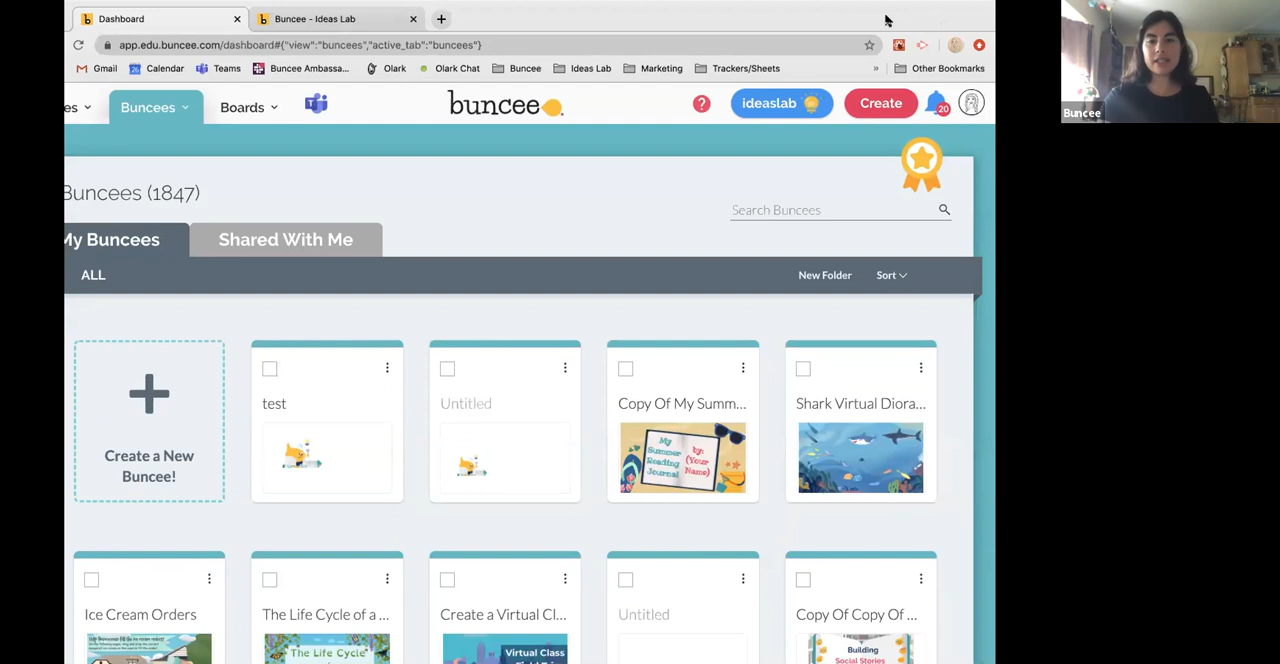 Dashboard
Buncee - Ideas Lab
app.edu.buncee.com/dashboard#{"view":"buncees","active_tab":"buncees"}
Gmail
26
Calendar
Teams
Buncee Ambassa...
Olark
Olark Chat
Buncee
Ideas Lab
Marketing
Trackers/Sheets
»
Other Bookmarks
es
Buncees
Boards
buncee
?
ideaslab
Create
20
Buncee
Buncees (1847)
Search Buncees
My Buncees
Shared With Me
ALL
New Folder
Sort
Create a New
Buncee!
test
Untitled
Copy Of My Summ...
My
Summer
Reading
Journal
by:
(Your
Name)
Shark Virtual Diora...
Ice Cream Orders
The Life Cycle of a ...
The Life Cycle
Create a Virtual Cl...
Virtual Class
Field Trip
Untitled
Copy Of Copy Of ...
Building
Social Stories